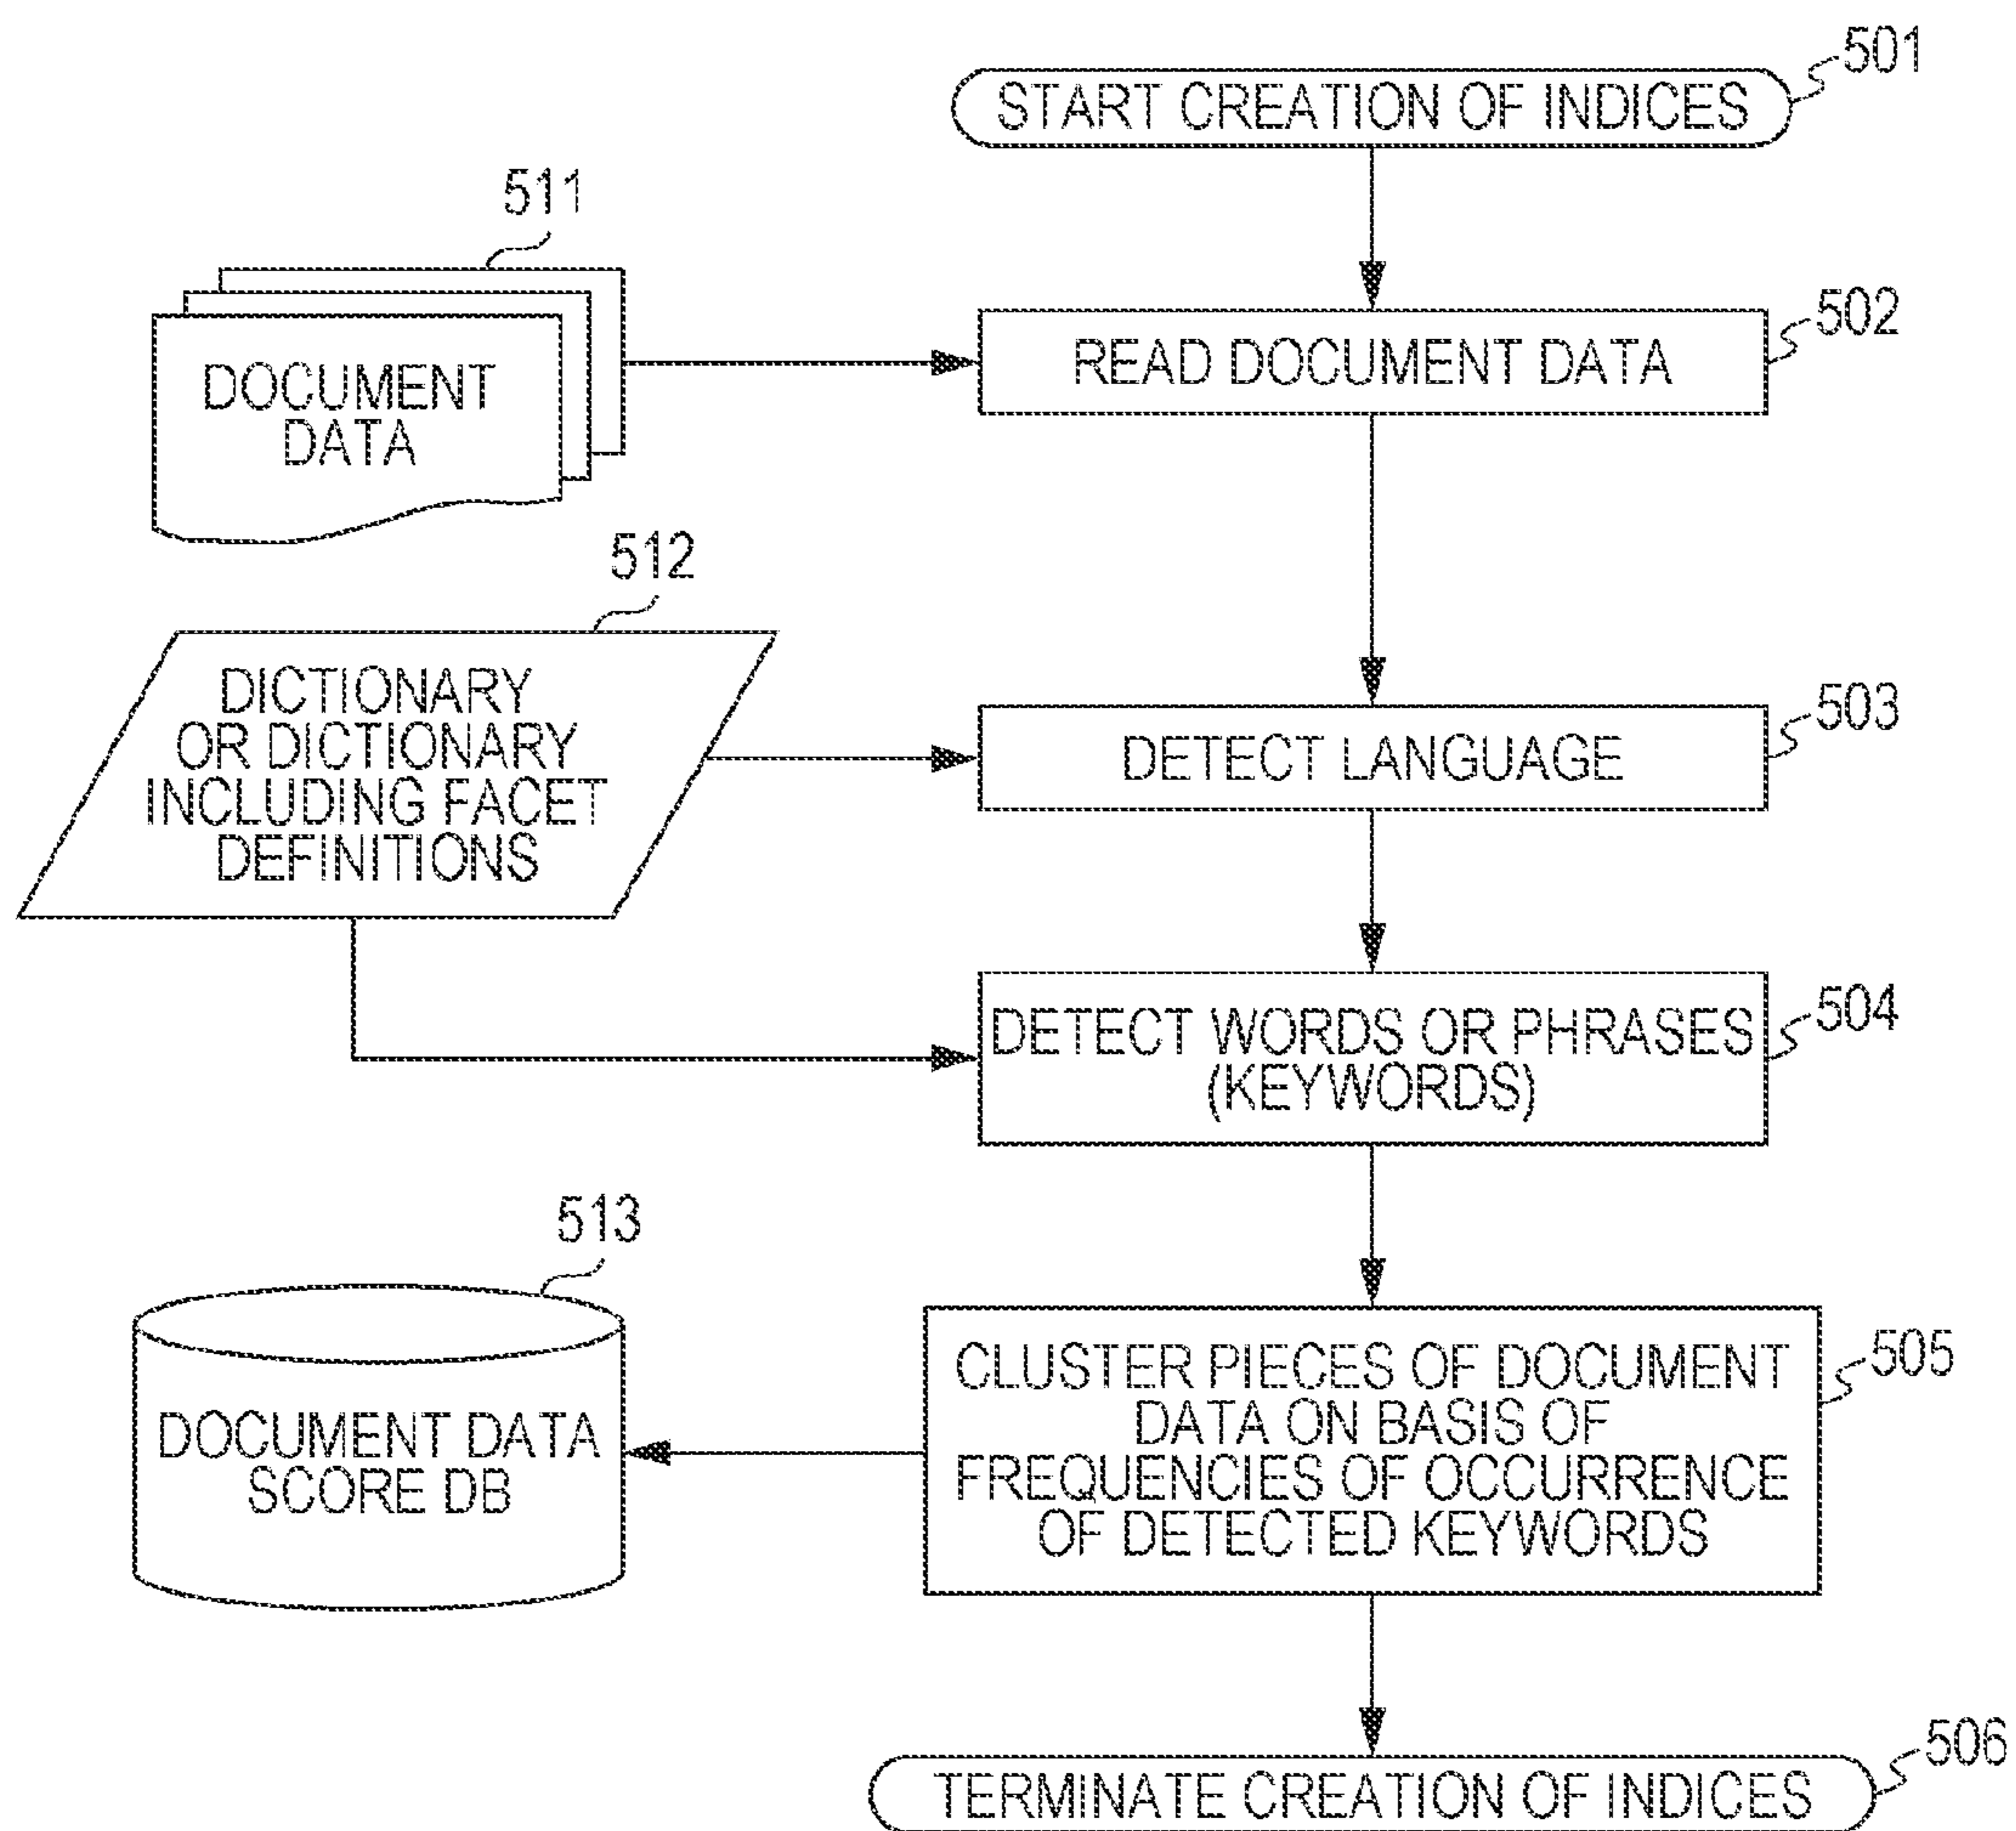 START CREATION OF INDICES
501
511
DOCUMENT
DATA
READ DOCUMENT DATA
502
512
DICTIONARY
OR DICTIONARY
INCLUDING FACET
DEFINITIONS
DETECT LANGUAGE
503
DETECT WORDS OR PHRASES
(KEYWORDS)
504
513
DOCUMENT DATA
SCORE DB
CLUSTER PIECES OF DOCUMENT
DATA ON BASIS OF
FREQUENCIES OF OCCURRENCE
OF DETECTED KEYWORDS
505
TERMINATE CREATION OF INDICES
506